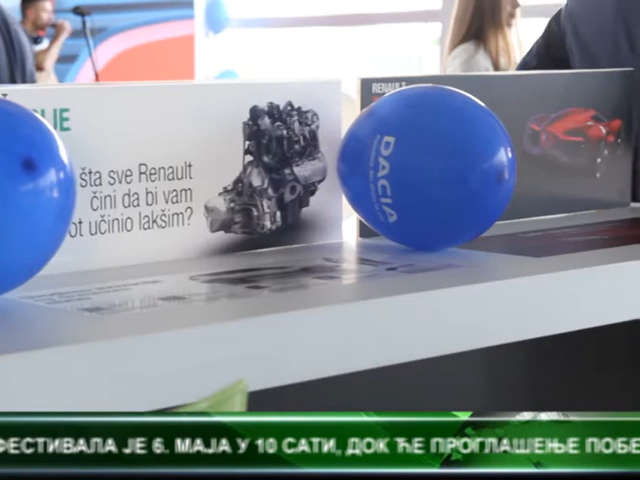 IJE
šta sve Renault
čini da bi vam
ot učinio lakšim?
RENAULT
DACIA
ФЕСТИВАЛА ЈЕ 6. МАЈА У 10 САТИ, ДОК ЋЕ ПРОГЛАШЕЊЕ ПОБЕ